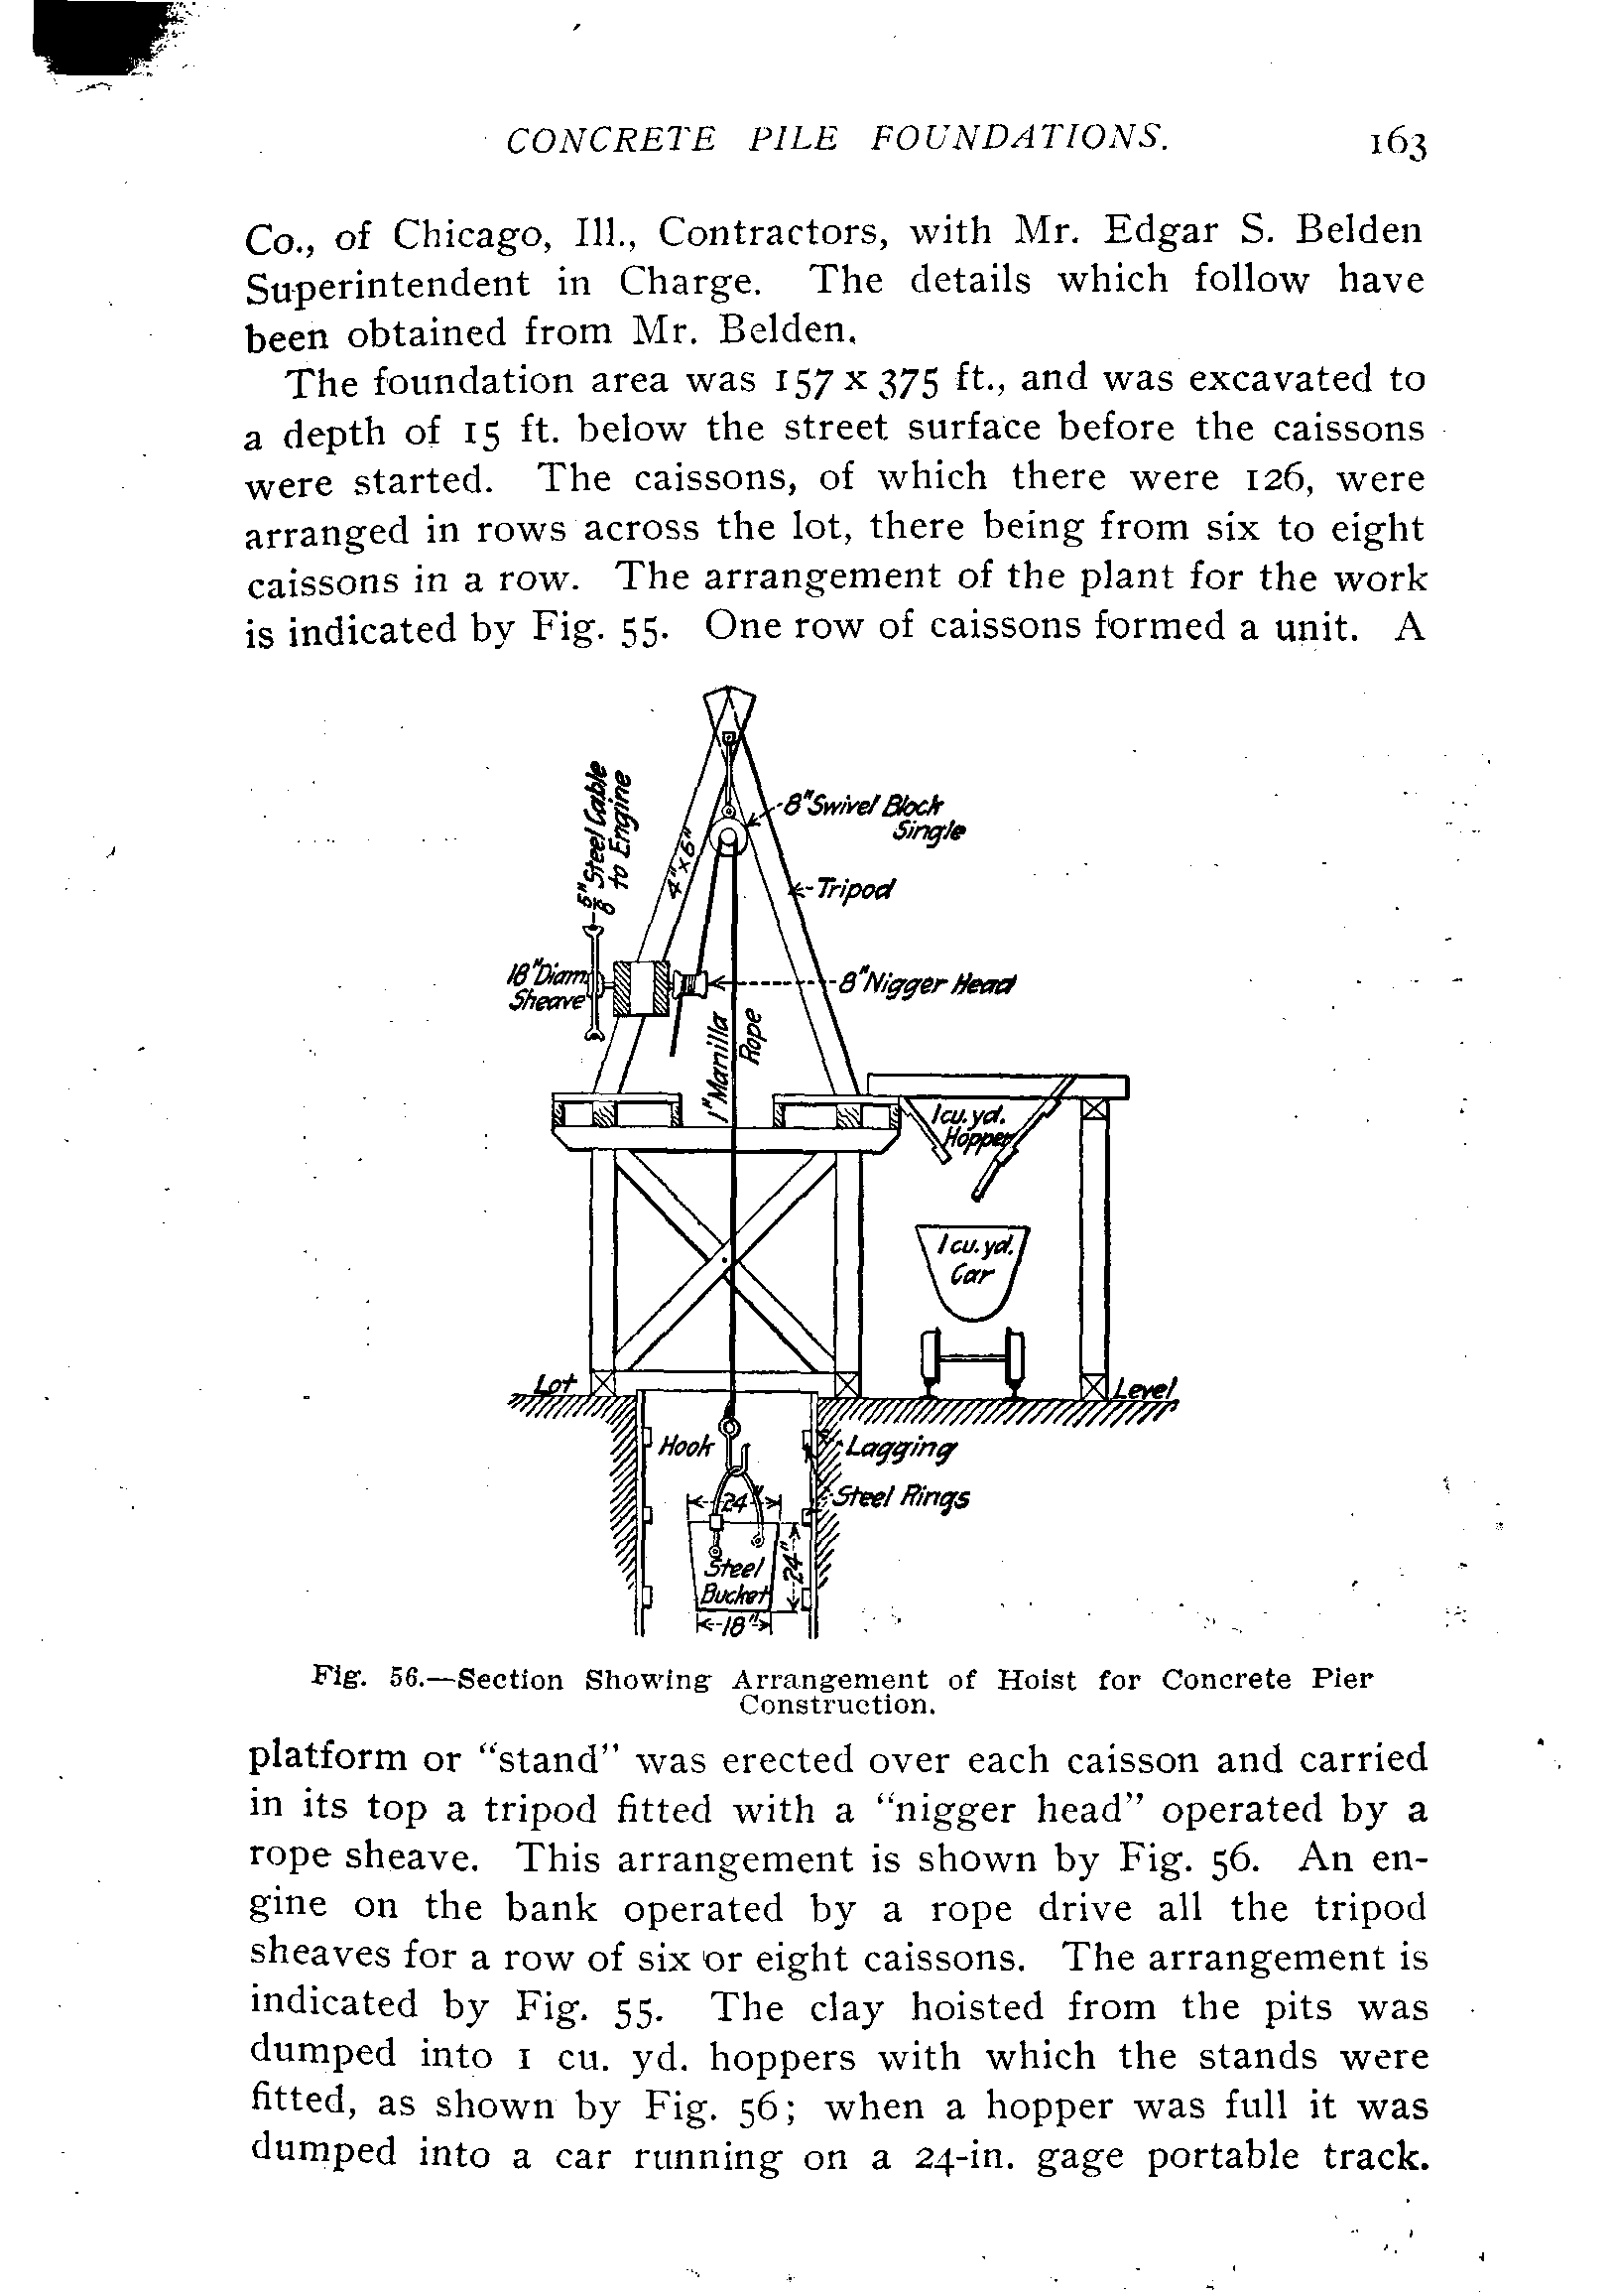 CONCRETE PILE FOUNDATIONS. 163
Co., of Chicago, Ill., Contractors, with Mr. Edgar S. Belden
Superintendent in Charge. The details which follow have
been obtained from Mr. Belden.
The foundation area was 157 x 375 ft., and was excavated to
a depth of 15 ft. below the street surface before the caissons
were started. The caissons, of which there were 126, were
arranged in rows across the lot, there being from six to eight
caissons in a row. The arrangement of the plant for the work
is indicated by Fig. 55. One row of caissons formed a unit. A
5/8" Steel Cable
to Engine
8" Swivel Block
Single
4"x6"
Tripod
18" Diam.
Sheave
8" Nigger Head
1" Manilla
Rope
1 cu. yd.
Hopper
1 cu. yd.
Car
Lot
Level
Hook
Lagging
24"
Steel Rings
Steel
Bucket
24"
18"
Fig. 56.—Section Showing Arrangement of Hoist for Concrete Pier
Construction.
platform or "stand" was erected over each caisson and carried
in its top a tripod fitted with a "nigger head" operated by a
rope sheave. This arrangement is shown by Fig. 56. An en-
gine on the bank operated by a rope drive all the tripod
sheaves for a row of six or eight caissons. The arrangement is
indicated by Fig. 55. The clay hoisted from the pits was
dumped into 1 cu. yd. hoppers with which the stands were
fitted, as shown by Fig. 56; when a hopper was full it was
dumped into a car running on a 24-in. gage portable track.